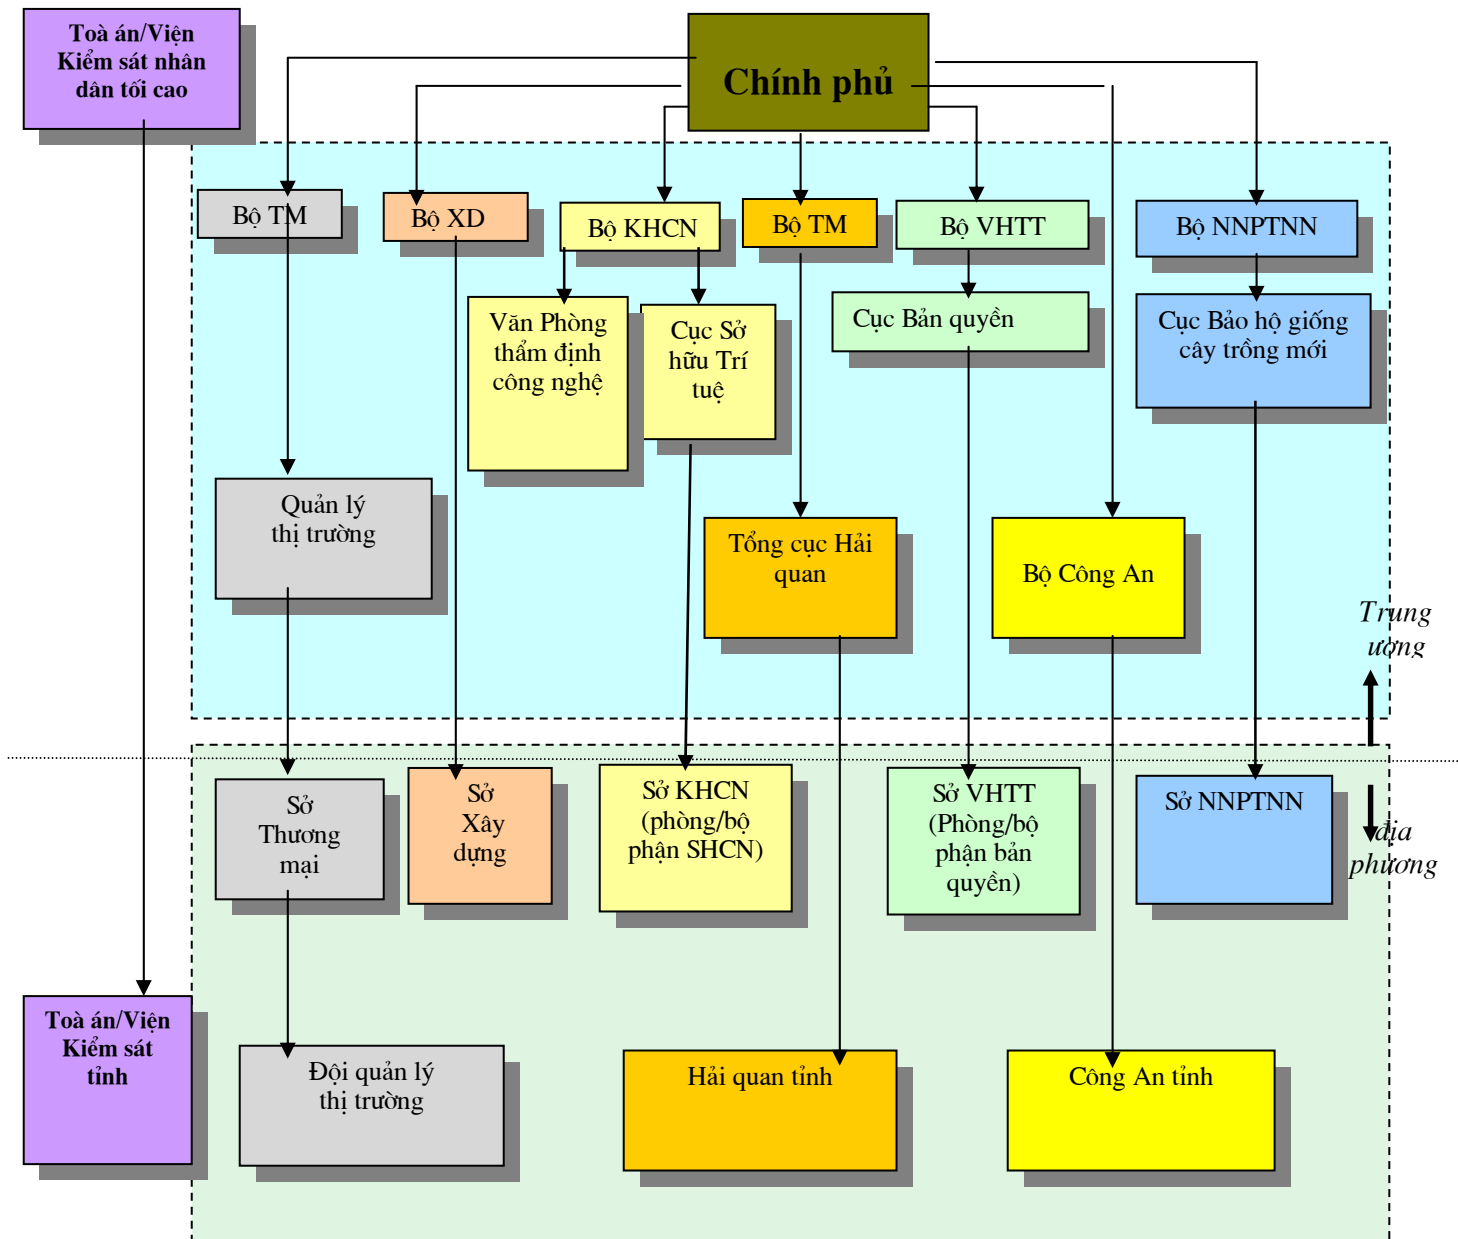 Toà án/Viện
Kiểm sát nhân
dân tối cao
Chính phủ
Bộ TM
Bộ XD
Bộ KHCN
Bộ TM
Bộ VHTT
Bộ NNPTNN
Văn Phòng
thẩm định
công nghệ
Cục Sở
hữu Trí
tuệ
Cục Bản quyền
Cục Bảo hộ giống
cây trồng mới
Quản lý
thị trường
Tổng cục Hải
quan
Bộ Công An
Trung
ương
Sở
Thương
mại
Sở
Xây
dựng
Sở KHCN
(phòng/bộ
phận SHCN)
Sở VHTT
(Phòng/bộ
phận bản
quyền)
Sở NNPTNN
địa
phương
Toà án/Viện
Kiểm sát
tỉnh
Đội quản lý
thị trường
Hải quan tỉnh
Công An tỉnh